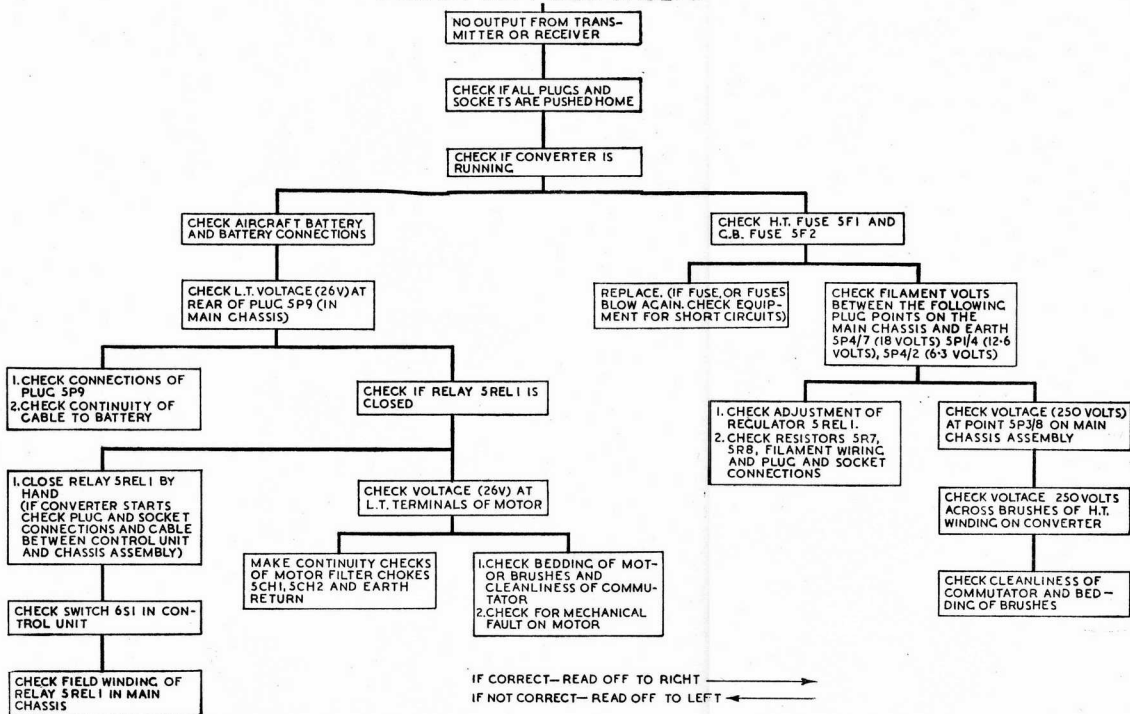 NO OUTPUT FROM TRANS-
MITTER OR RECEIVER
CHECK IF ALL PLUGS AND
SOCKETS ARE PUSHED HOME
CHECK IF CONVERTER IS
RUNNING
CHECK AIRCRAFT BATTERY
AND BATTERY CONNECTIONS
CHECK H.T. FUSE 5F1 AND
G.B. FUSE 5F2
CHECK L.T. VOLTAGE (26V) AT
REAR OF PLUG 5P9 (IN
MAIN CHASSIS)
REPLACE. (IF FUSE, OR FUSES
BLOW AGAIN. CHECK EQUIP-
MENT FOR SHORT CIRCUITS)
CHECK FILAMENT VOLTS
BETWEEN THE FOLLOWING
PLUG POINTS ON THE
MAIN CHASSIS AND EARTH
5P4/7 (18 VOLTS) 5P1/4 (12·6
VOLTS), 5P4/2 (6·3 VOLTS)
1. CHECK CONNECTIONS OF
PLUG 5P9
2. CHECK CONTINUITY OF
CABLE TO BATTERY
CHECK IF RELAY 5REL1 IS
CLOSED
1. CHECK ADJUSTMENT OF
REGULATOR 5REL1.
2. CHECK RESISTORS 5R7,
5R8, FILAMENT WIRING
AND PLUG AND SOCKET
CONNECTIONS
CHECK VOLTAGE (250 VOLTS)
AT POINT 5P3/8 ON MAIN
CHASSIS ASSEMBLY
1. CLOSE RELAY 5REL1 BY
HAND
(IF CONVERTER STARTS
CHECK PLUG AND SOCKET
CONNECTIONS AND CABLE
BETWEEN CONTROL UNIT
AND CHASSIS ASSEMBLY)
CHECK VOLTAGE (26V) AT
L.T. TERMINALS OF MOTOR
CHECK VOLTAGE 250 VOLTS
ACROSS BRUSHES OF H.T.
WINDING ON CONVERTER
MAKE CONTINUITY CHECKS
OF MOTOR FILTER CHOKES
5CH1, 5CH2 AND EARTH
RETURN
1. CHECK BEDDING OF MOT-
OR BRUSHES AND
CLEANLINESS OF COMMU-
TATOR
2. CHECK FOR MECHANICAL
FAULT ON MOTOR
CHECK CLEANLINESS OF
COMMUTATOR AND BED-
DING OF BRUSHES
CHECK SWITCH 6S1 IN CON-
TROL UNIT
CHECK FIELD WINDING OF
RELAY 5REL1 IN MAIN
CHASSIS
IF CORRECT—READ OFF TO RIGHT
IF NOT CORRECT—READ OFF TO LEFT